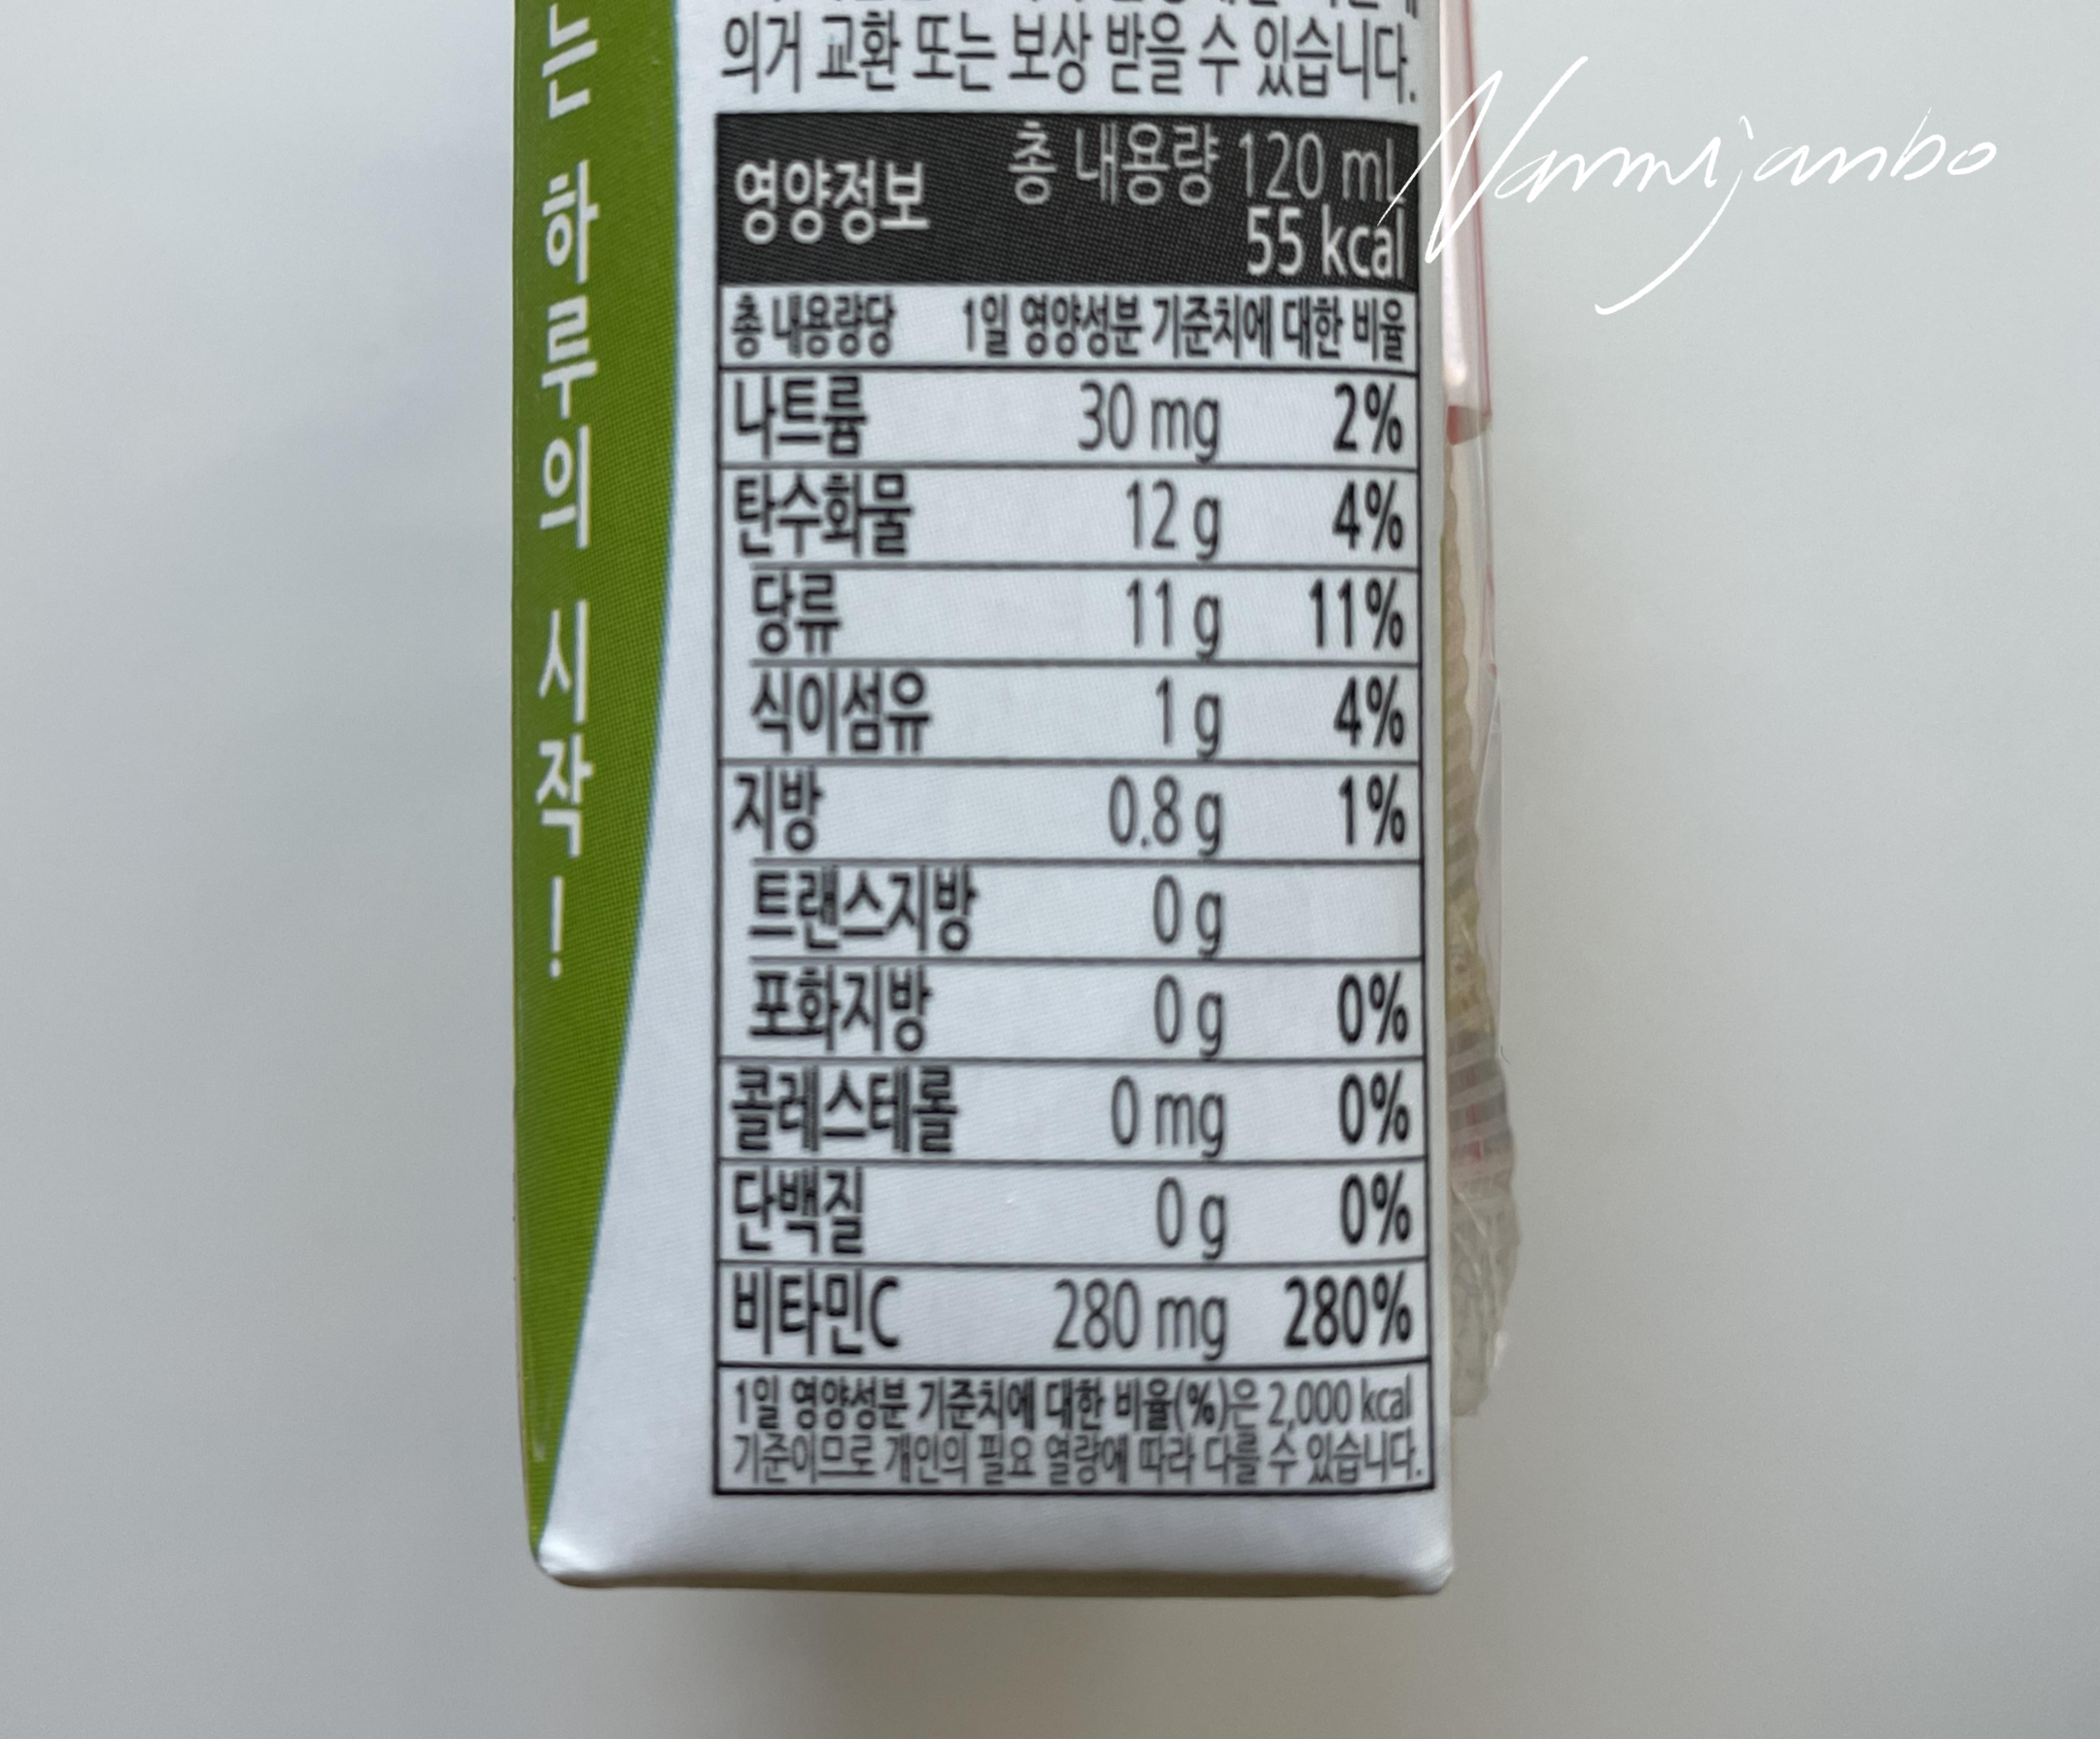 의거 교환 또는 보상 받을 수 있습니다.
는 하루의 시작!
영양정보 총 내용량 120 ml
55 kcal
총 내용량당 1일 영양성분 기준치에 대한 비율
나트륨 30 mg 2%
탄수화물 12 g 4%
당류 11 g 11%
식이섬유 1 g 4%
지방 0.8 g 1%
트랜스지방 0 g
포화지방 0 g 0%
콜레스테롤 0 mg 0%
단백질 0 g 0%
비타민C 280 mg 280%
1일 영양성분 기준치에 대한 비율(%)은 2,000 kcal
기준이므로 개인의 필요 열량에 따라 다를 수 있습니다.